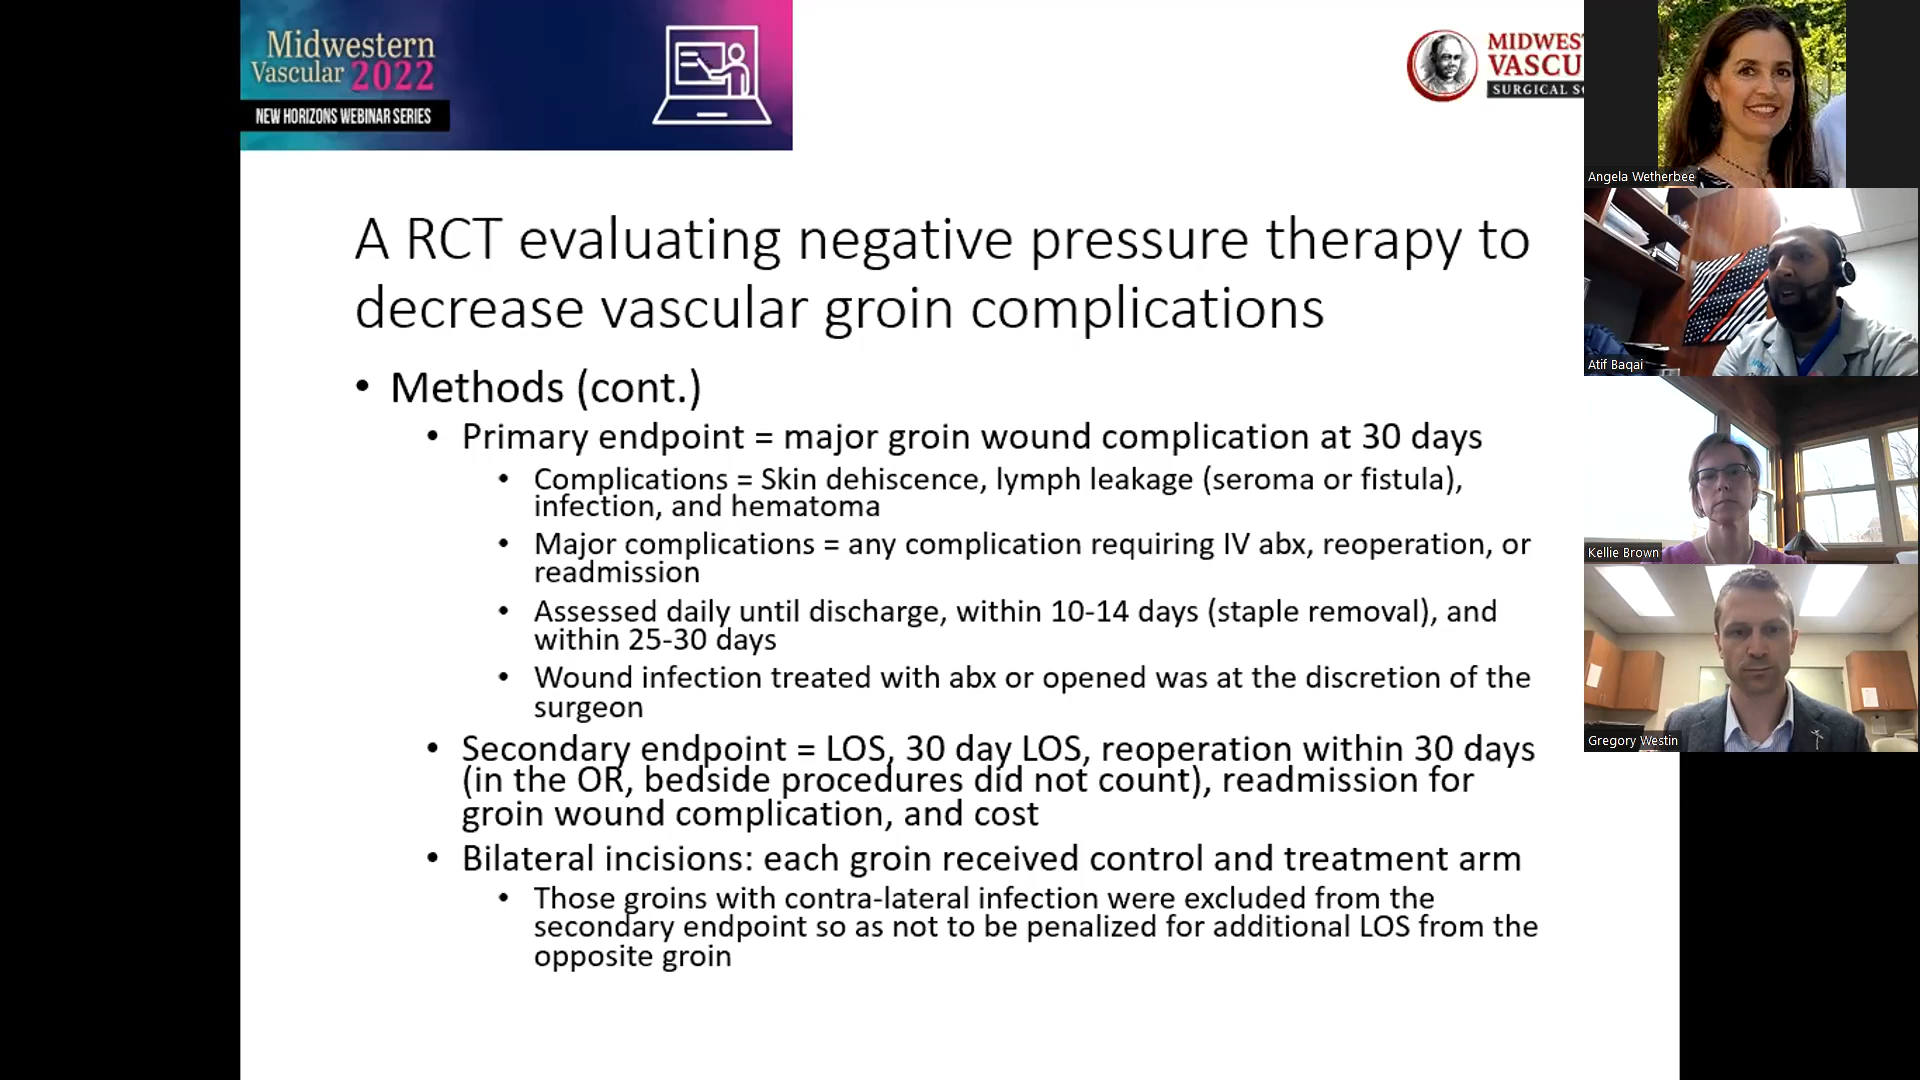 Midwestern
Vascular 2022
NEW HORIZONS WEBINAR SERIES
MIDWES
VASCU
SURGICAL S
A RCT evaluating negative pressure therapy to
decrease vascular groin complications
• Methods (cont.)
• Primary endpoint = major groin wound complication at 30 days
• Complications = Skin dehiscence, lymph leakage (seroma or fistula),
infection, and hematoma
• Major complications = any complication requiring IV abx, reoperation, or
readmission
• Assessed daily until discharge, within 10-14 days (staple removal), and
within 25-30 days
• Wound infection treated with abx or opened was at the discretion of the
surgeon
• Secondary endpoint = LOS, 30 day LOS, reoperation within 30 days
(in the OR, bedside procedures did not count), readmission for
groin wound complication, and cost
• Bilateral incisions: each groin received control and treatment arm
• Those groins with contra-lateral infection were excluded from the
secondary endpoint so as not to be penalized for additional LOS from the
opposite groin
Angela Wetherbee
Atif Baqai
Kellie Brown
Gregory Westin